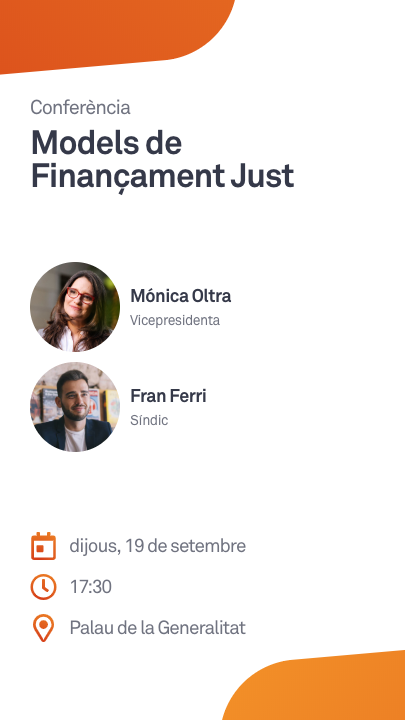 Conferència
Models de
Finançament Just
Mónica Oltra
Vicepresidenta
Fran Ferri
Síndic
dijous, 19 de setembre
17:30
Palau de la Generalitat